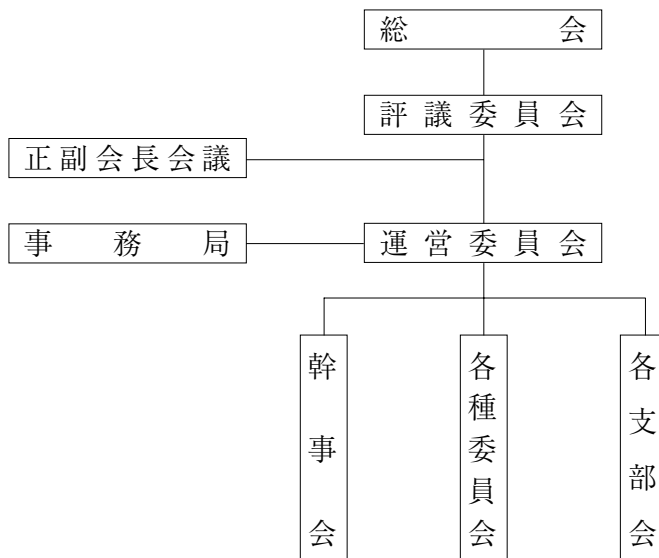 総会
評議委員会
正副会長会議
事務局
運営委員会
幹事会
各種委員会
各支部会